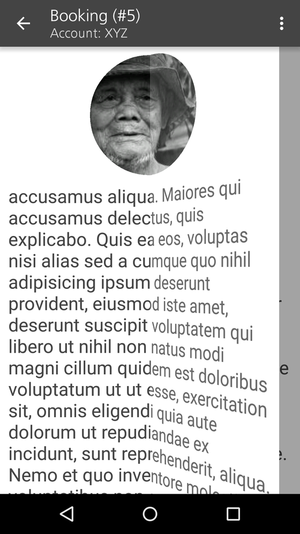 Booking (#5)
Account: XYZ
accusamus aliqua. Maiores qui
accusamus delectus, quis
explicabo. Quis ea eos, voluptas
nisi alias sed a cumque quo nihil
adipisicing ipsum deserunt
provident, eiusmod iste amet,
deserunt suscipit voluptatem qui
libero ut nihil non natus modi
magni cillum quidem est doloribus
voluptatum ut ut esse, exercitation
sit, omnis eligendi quia aute
dolorum ut repudiandae ex
incidunt, sunt reprehenderit, aliqua.
Nemo et quo inventore